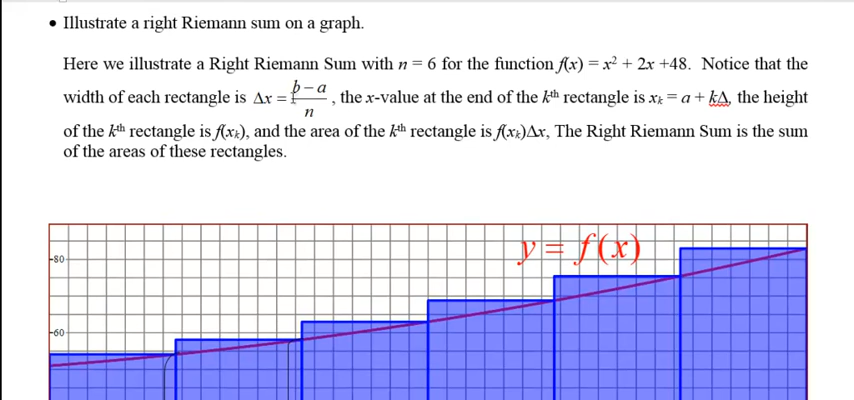 • Illustrate a right Riemann sum on a graph.
Here we illustrate a Right Riemann Sum with n = 6 for the function f(x) = x² + 2x +48. Notice that the
width of each rectangle is Δx = (b − a)/n, the x-value at the end of the kth rectangle is xₖ = a + kΔ, the height
of the kth rectangle is f(xₖ), and the area of the kth rectangle is f(xₖ)Δx, The Right Riemann Sum is the sum
of the areas of these rectangles.
y = f(x)
80
60